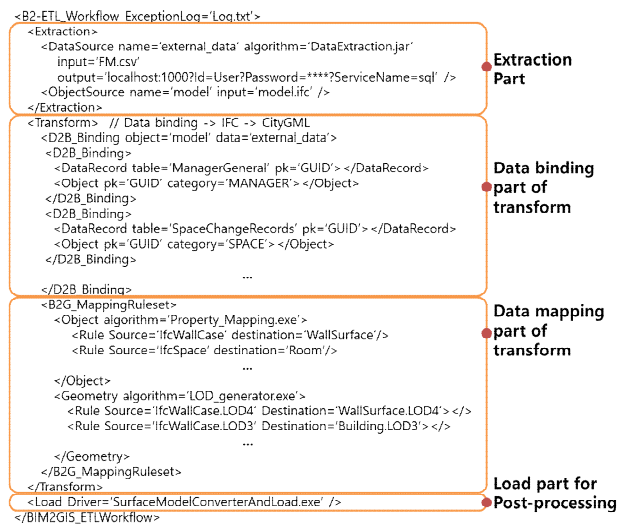 <B2-ETL_Workflow ExceptionLog='Log.txt'>
<Extraction>
<DataSource name='external_data' algorithm='DataExtraction.jar'
input='FM.csv'
output='localhost:1000?Id=User?Password=****?ServiceName=sql' />
<ObjectSource name='model' input='model.ifc' />
</Extraction>
Extraction
Part
<Transform> // Data binding -> IFC -> CityGML
<D2B_Binding object='model' data='external_data'>
<D2B_Binding>
<DataRecord table='ManagerGeneral' pk='GUID'></DataRecord>
<Object pk='GUID' category='MANAGER'></Object>
</D2B_Binding>
<D2B_Binding>
<DataRecord table='SpaceChangeRecords' pk='GUID'></DataRecord>
<Object pk='GUID' category='SPACE'></Object>
</D2B_Binding>
...
</D2B_Binding>
Data binding
part of
transform
<B2G_MappingRuleset>
<Object algorithm='Property_Mapping.exe'>
<Rule Source='IfcWallCase' destination='WallSurface'/>
<Rule Source='IfcSpace' destination='Room'/>
...
</Object>
<Geometry algorithm='LOD_generator.exe'>
<Rule Source='IfcWallCase.LOD4' Destination='WallSurface.LOD4'></>
<Rule Source='IfcWallCase.LOD3' Destination='Building.LOD3'></>
...
</Geometry>
</B2G_MappingRuleset>
</Transform>
Data mapping
part of
transform
<Load Driver='SurfaceModelConverterAndLoad.exe' />
</BIM2GIS_ETLWorkflow>
Load part for
Post-processing